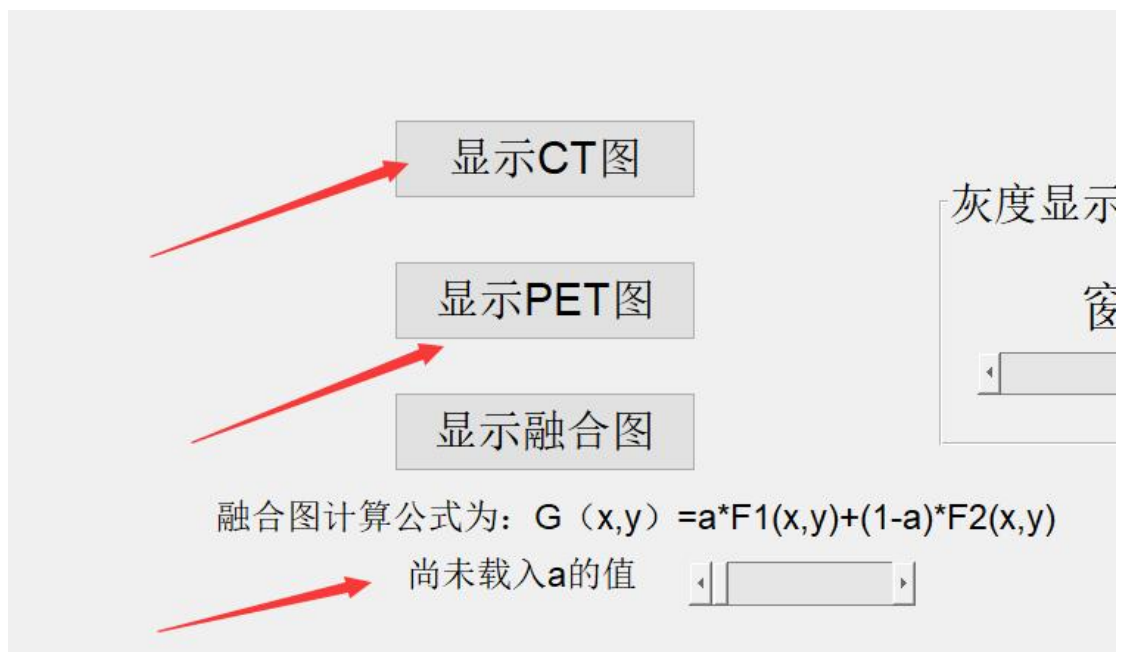 显示CT图
灰度显示
显示PET图
窗
显示融合图
融合图计算公式为：G（x,y）=a*F1(x,y)+(1-a)*F2(x,y)
尚未载入a的值